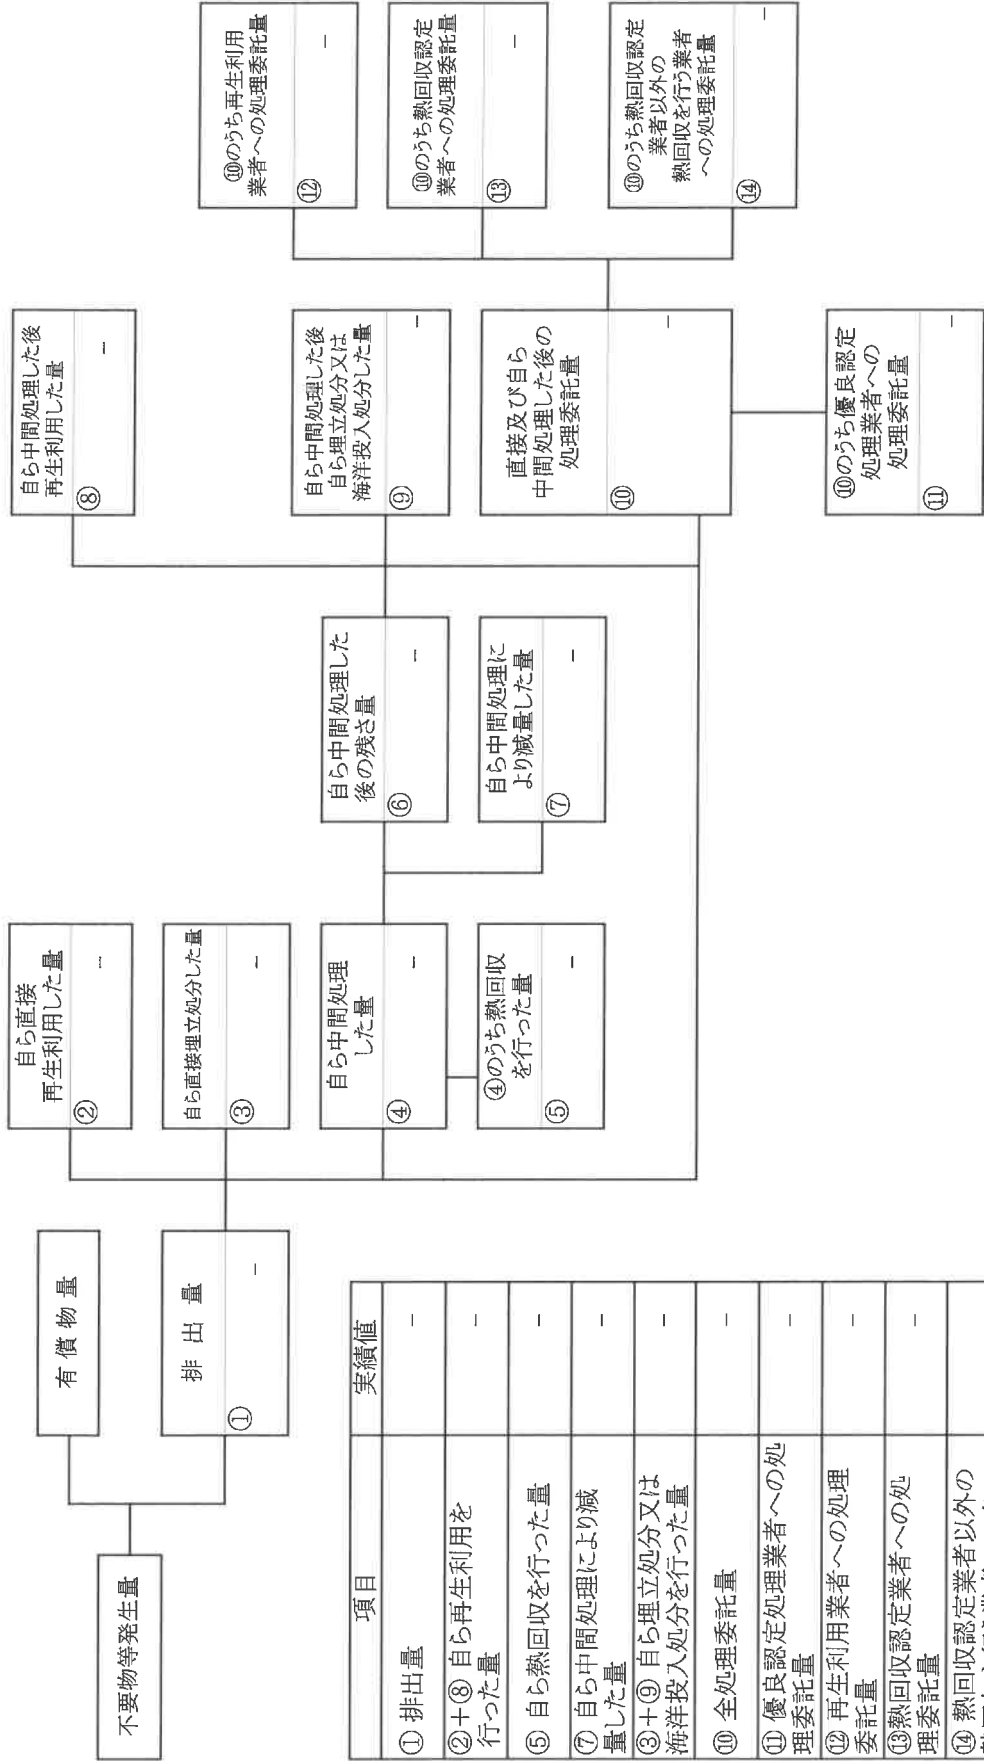 不要物等発生量
有償物量
排出量
①
－
自ら直接
再生利用した量
②
－
自ら直接埋立処分した量
③
－
自ら中間処理
した量
④
－
④のうち熱回収
を行った量
⑤
－
自ら中間処理した
後の残さ量
⑥
－
自ら中間処理に
より減量した量
⑦
－
自ら中間処理した後
再生利用した量
⑧
－
自ら中間処理した後
自ら埋立処分又は
海洋投入処分した量
⑨
－
直接及び自ら
中間処理した後の
処理委託量
⑩
－
⑩のうち優良認定
処理業者への
処理委託量
⑪
－
⑩のうち再生利用
業者への処理委託量
⑫
－
⑩のうち熱回収認定
業者への処理委託量
⑬
－
⑩のうち熱回収認定
業者以外の
熱回収を行う業者
への処理委託量
⑭
－
項目 実績値
①排出量 －
②＋⑧ 自ら再生利用を
行った量 －
⑤ 自ら熱回収を行った量 －
⑦ 自ら中間処理により減
量した量 －
③＋⑨ 自ら埋立処分又は
海洋投入処分を行った量 －
⑩ 全処理委託量 －
⑪ 優良認定処理業者への処
理委託量 －
⑫ 再生利用業者への処理
委託量 －
⑬熱回収認定業者への処
理委託量 －
⑭ 熱回収認定業者以外の